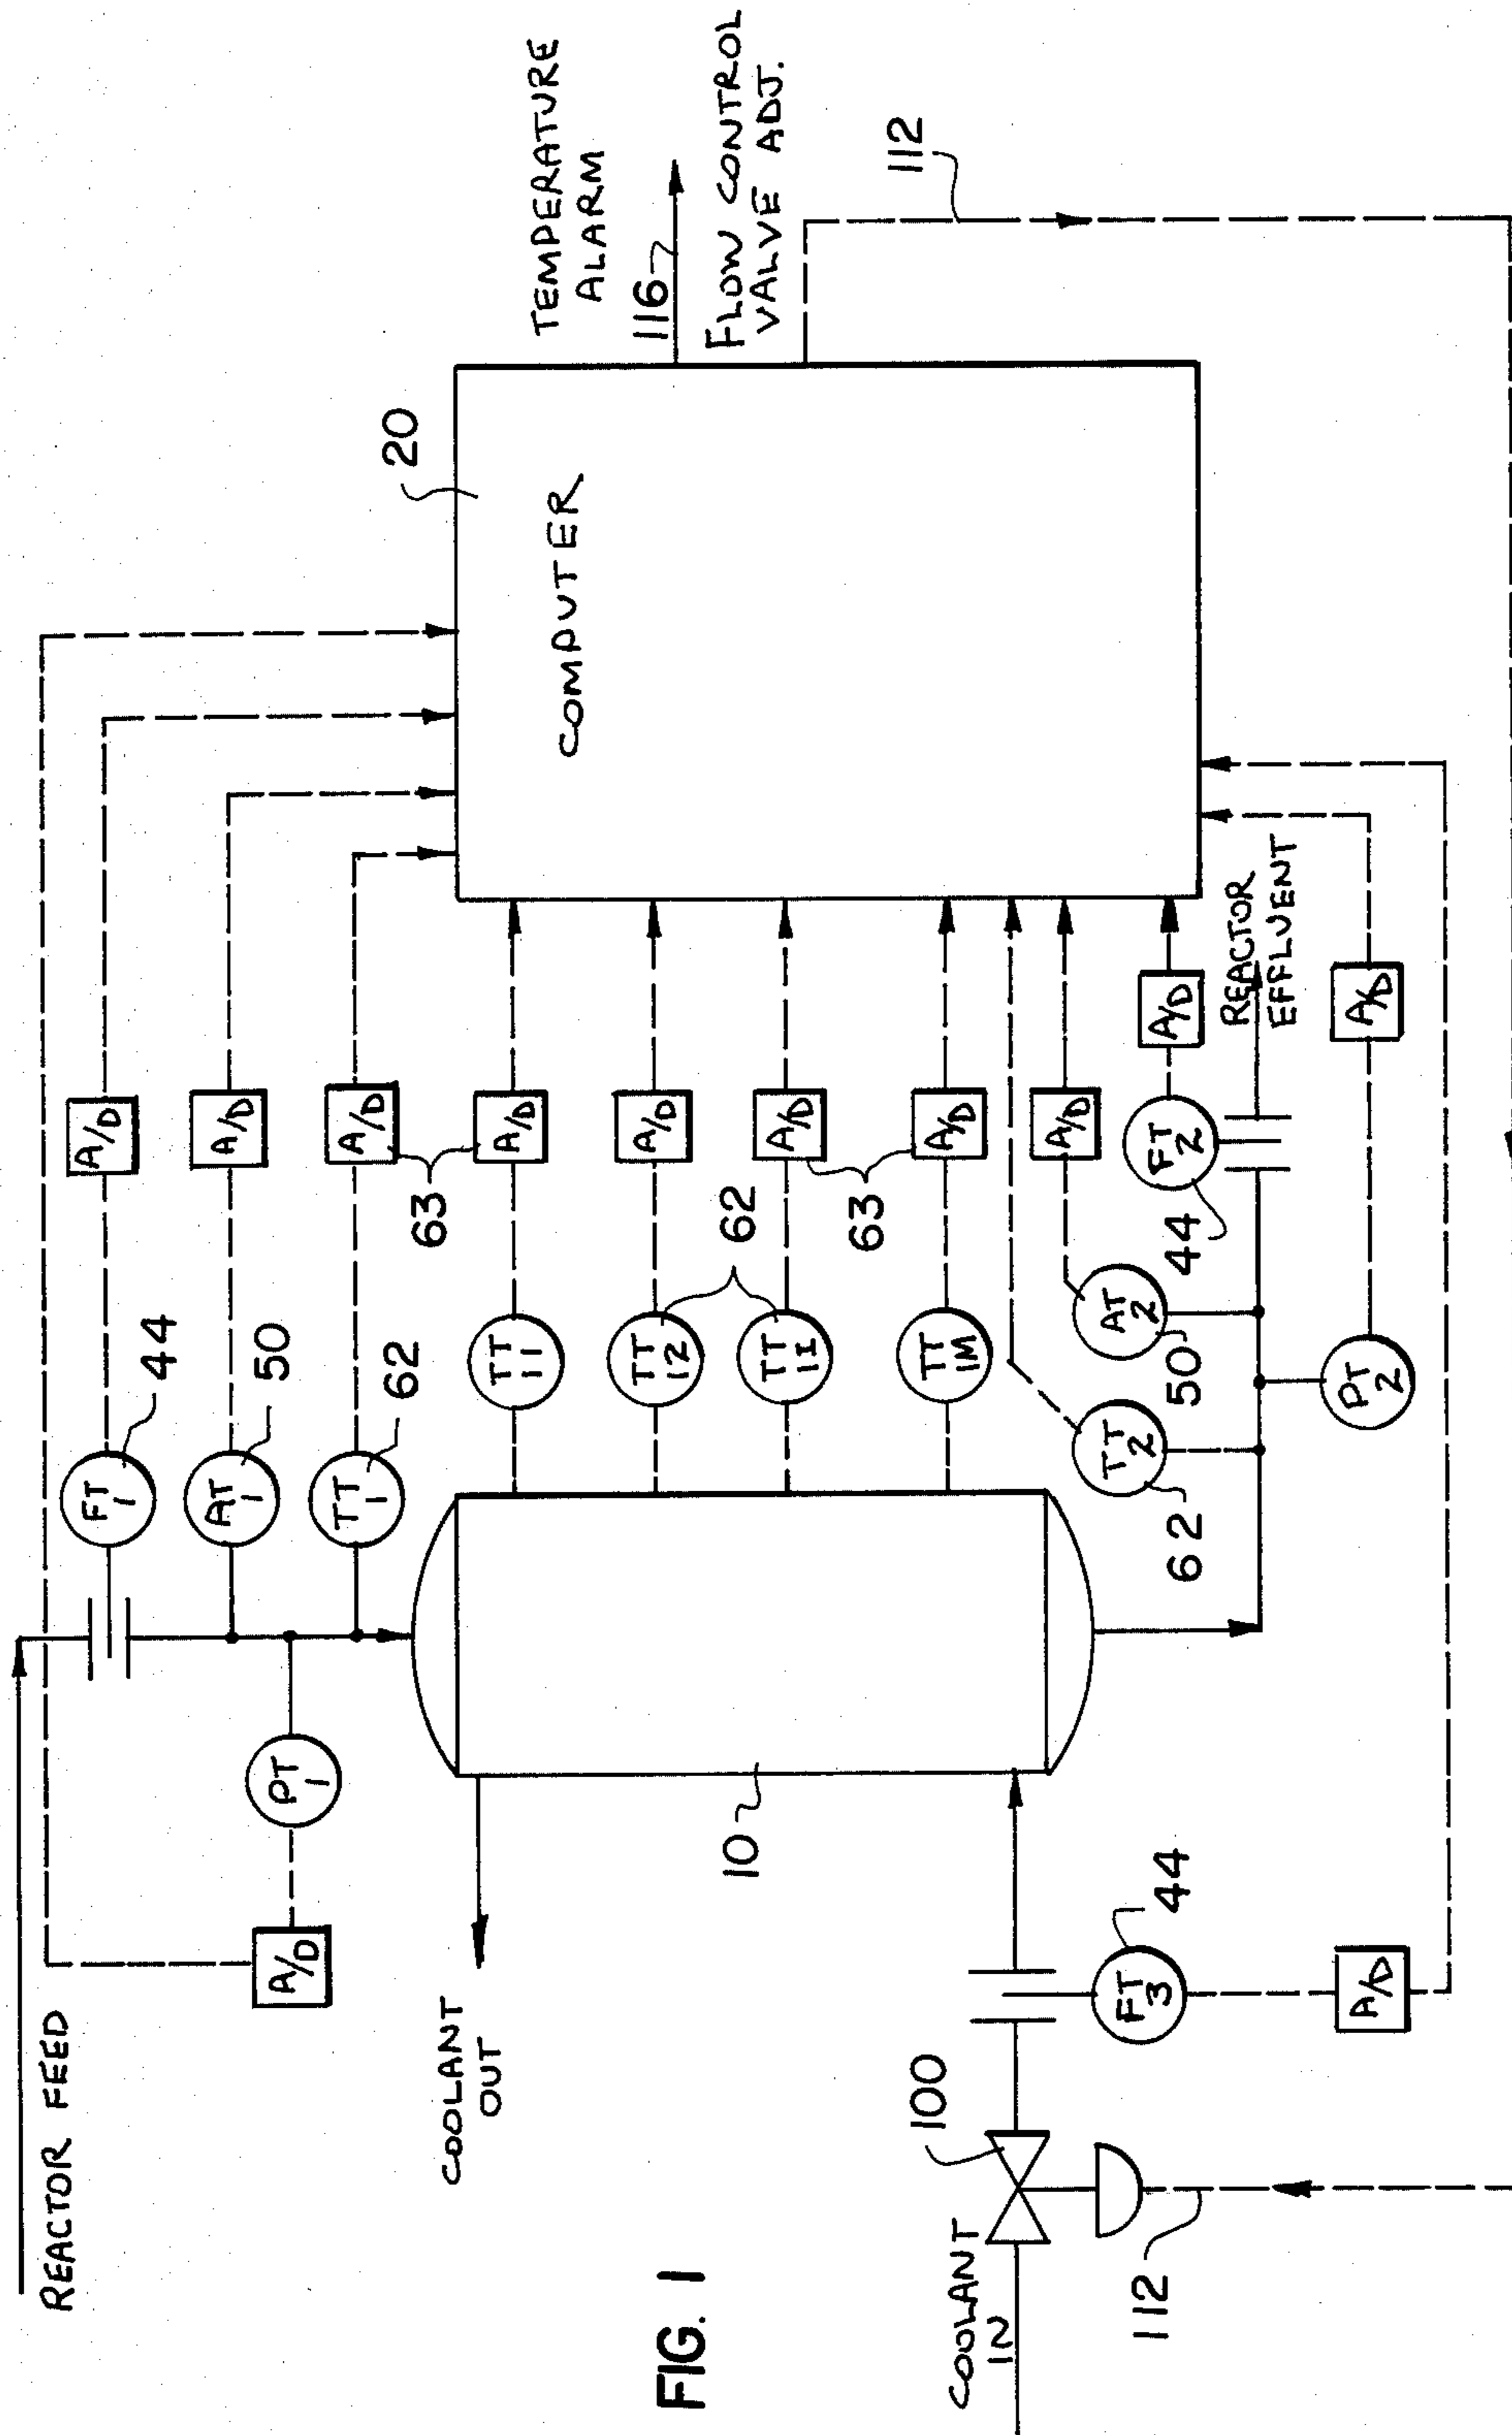 REACTOR FEED
A/D
PT
1
FT
1
44
A/D
AT
1
50
A/D
TT
1
62
A/D
63
COOLANT
OUT
10
TT
11
A/D
TT
12
A/D
62
TT
1I
A/D
63
TT
1M
A/D
20
COMPUTER
TEMPERATURE
ALARM
116
FLOW CONTROL
VALVE ADJ.
112
TT
2
62
AT
2
50
A/D
FT
2
44
A/D
REACTOR
EFFLUENT
PT
2
A/D
COOLANT
12
100
112
FT
3
44
A/D
FIG. 1